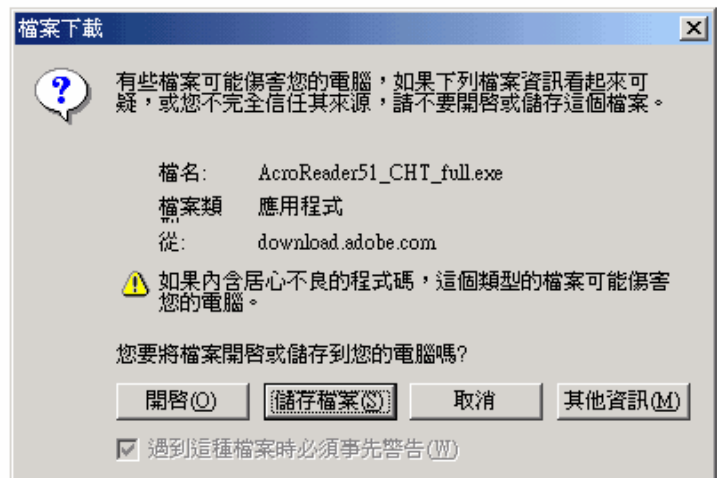 檔案下載
有些檔案可能傷害您的電腦，如果下列檔案資訊看起來可
疑，或您不完全信任其來源，請不要開啓或儲存這個檔案。
檔名: AcroReader51_CHT_full.exe
檔案類 應用程式
從: download.adobe.com
如果內含居心不良的程式碼，這個類型的檔案可能傷害
您的電腦。
您要將檔案開啓或儲存到您的電腦嗎?
開啓(O) 儲存檔案(S) 取消 其他資訊(M)
遇到這種檔案時必須事先警告(W)